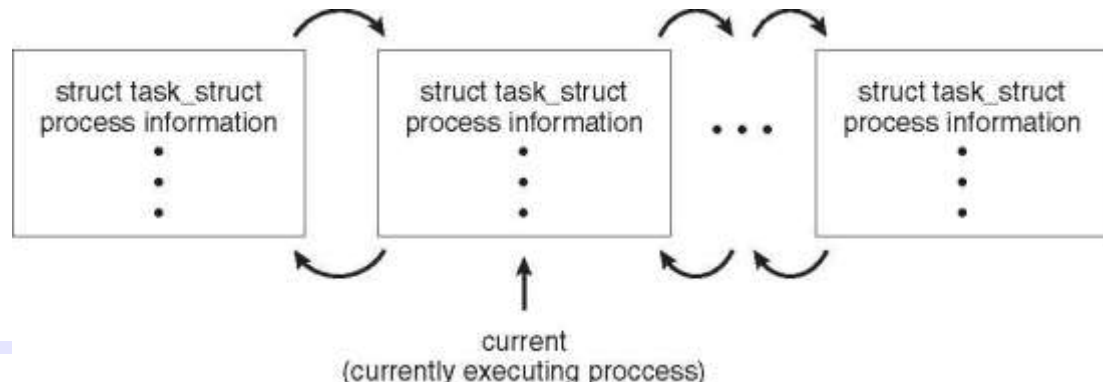 struct task_struct
process information
struct task_struct
process information
struct task_struct
process information
current
(currently executing proccess)